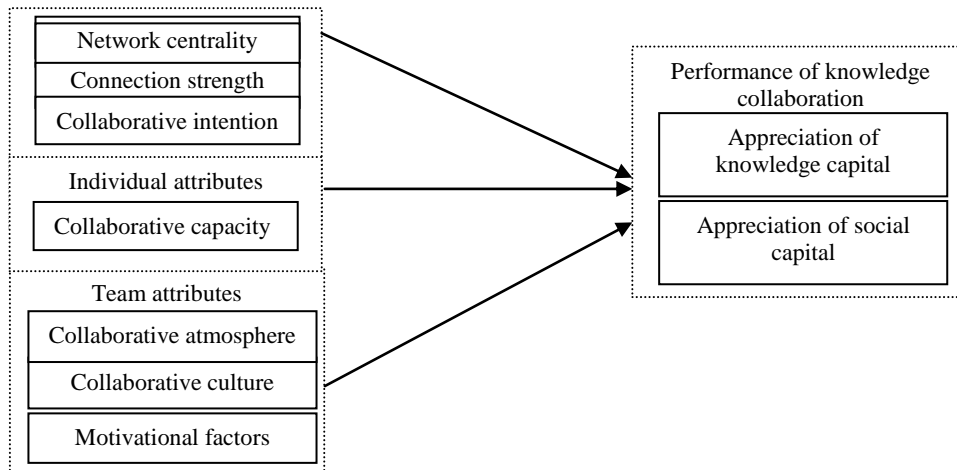 Network centrality
Connection strength
Collaborative intention
Individual attributes
Collaborative capacity
Team attributes
Collaborative atmosphere
Collaborative culture
Motivational factors
Performance of knowledge
collaboration
Appreciation of
knowledge capital
Appreciation of social
capital